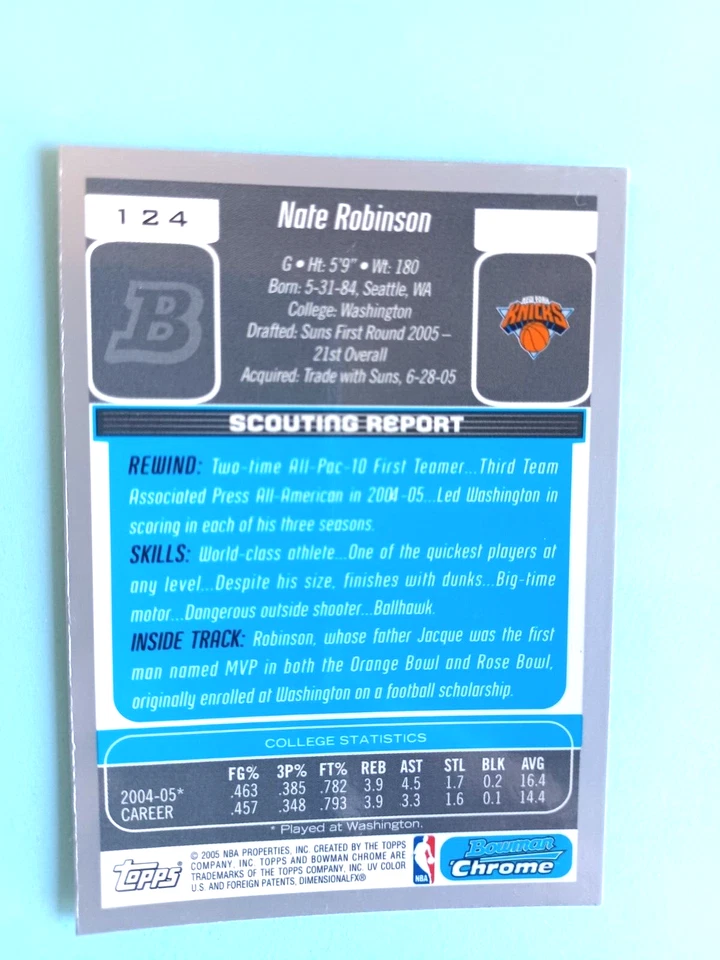 124
Nate Robinson
G • Ht: 5'9" • Wt: 180
Born: 5-31-84, Seattle, WA
College: Washington
Drafted: Suns First Round 2005 –
21st Overall
Acquired: Trade with Suns, 6-28-05
B
NEW YORK
KNICKS
SCOUTING REPORT
REWIND: Two-time All-Pac-10 First Teamer...Third Team
Associated Press All-American in 2004-05...Led Washington in
scoring in each of his three seasons.
SKILLS: World-class athlete...One of the quickest players at
any level...Despite his size, finishes with dunks...Big-time
motor...Dangerous outside shooter...Ballhawk.
INSIDE TRACK: Robinson, whose father Jacque was the first
man named MVP in both the Orange Bowl and Rose Bowl,
originally enrolled at Washington on a football scholarship.
COLLEGE STATISTICS
FG% 3P% FT% REB AST STL BLK AVG
2004-05* .463 .385 .782 3.9 4.5 1.7 0.2 16.4
CAREER .457 .348 .793 3.9 3.3 1.6 0.1 14.4
* Played at Washington.
Topps
© 2005 NBA PROPERTIES, INC. CREATED BY THE TOPPS
COMPANY, INC. TOPPS AND BOWMAN CHROME ARE
TRADEMARKS OF THE TOPPS COMPANY, INC. UV COLOR
U.S. AND FOREIGN PATENTS, DIMENSIONALFX®
NBA
Bowman
Chrome